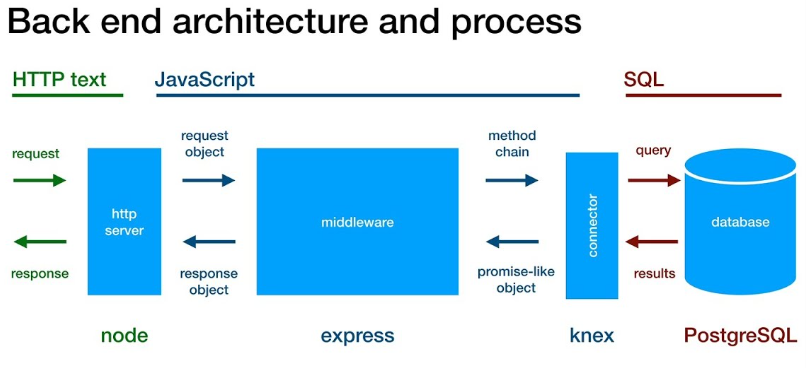 Back end architecture and process
HTTP text
JavaScript
SQL
request
request
object
method
chain
query
http
server
middleware
connector
database
response
response
object
promise-like
object
results
node
express
knex
PostgreSQL